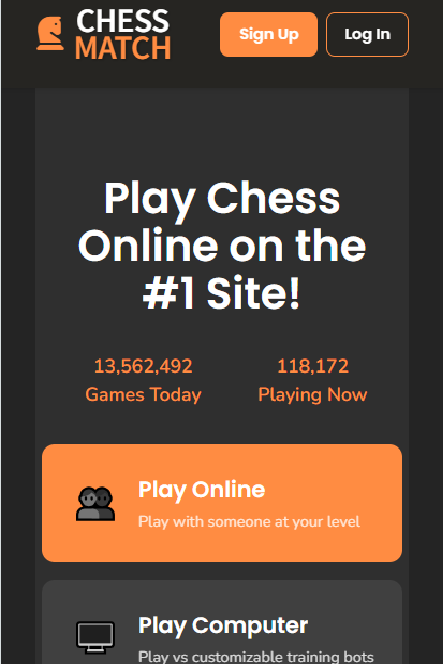 CHESS
MATCH
Sign Up
Log In
Play Chess
Online on the
#1 Site!
13,562,492
Games Today
118,172
Playing Now
Play Online
Play with someone at your level
Play Computer
Play vs customizable training bots